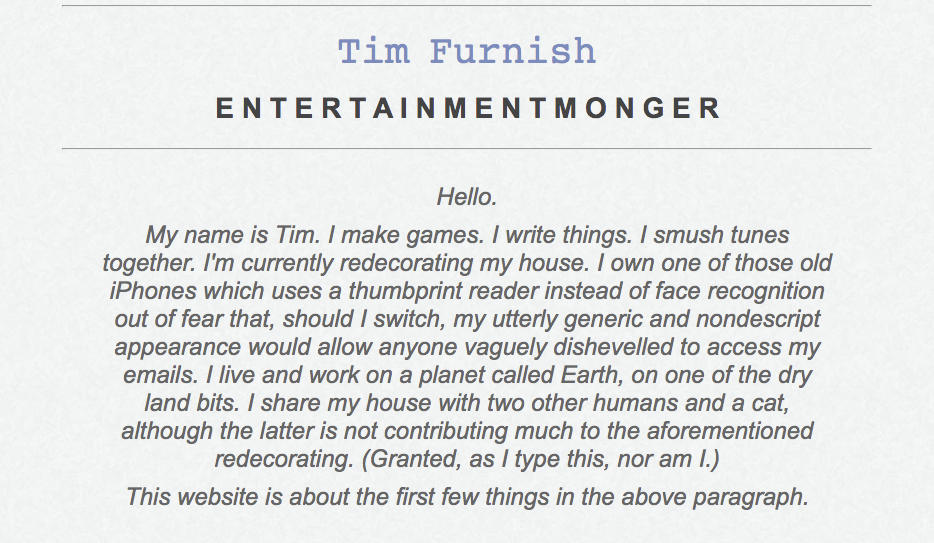 Tim Furnish
ENTERTAINMENTMONGER
Hello.
My name is Tim. I make games. I write things. I smush tunes
together. I'm currently redecorating my house. I own one of those old
iPhones which uses a thumbprint reader instead of face recognition
out of fear that, should I switch, my utterly generic and nondescript
appearance would allow anyone vaguely dishevelled to access my
emails. I live and work on a planet called Earth, on one of the dry
land bits. I share my house with two other humans and a cat,
although the latter is not contributing much to the aforementioned
redecorating. (Granted, as I type this, nor am I.)
This website is about the first few things in the above paragraph.